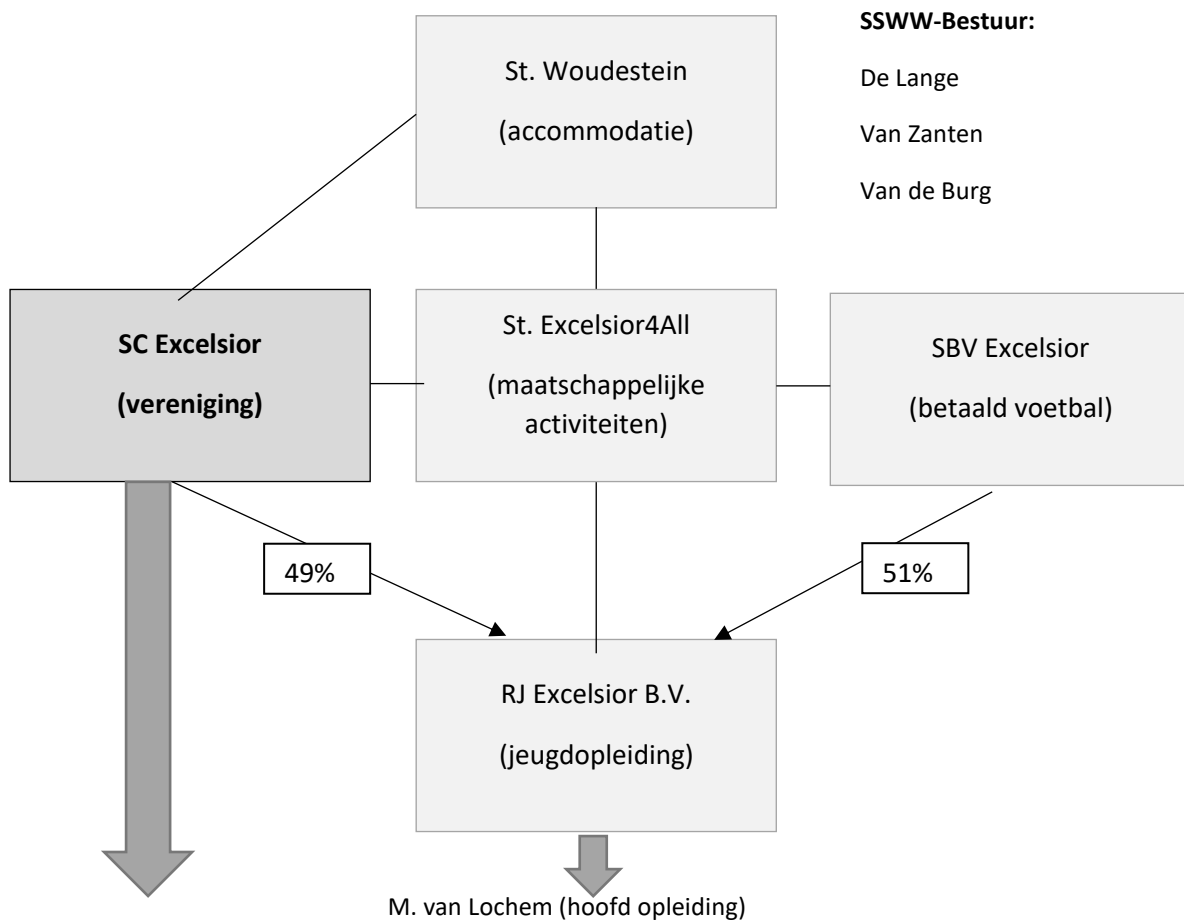 SSWW-Bestuur:
De Lange
Van Zanten
Van de Burg
St. Woudestein
(accommodatie)
SC Excelsior
(vereniging)
St. Excelsior4All
(maatschappelijke
activiteiten)
SBV Excelsior
(betaald voetbal)
49%
51%
RJ Excelsior B.V.
(jeugdopleiding)
M. van Lochem (hoofd opleiding)